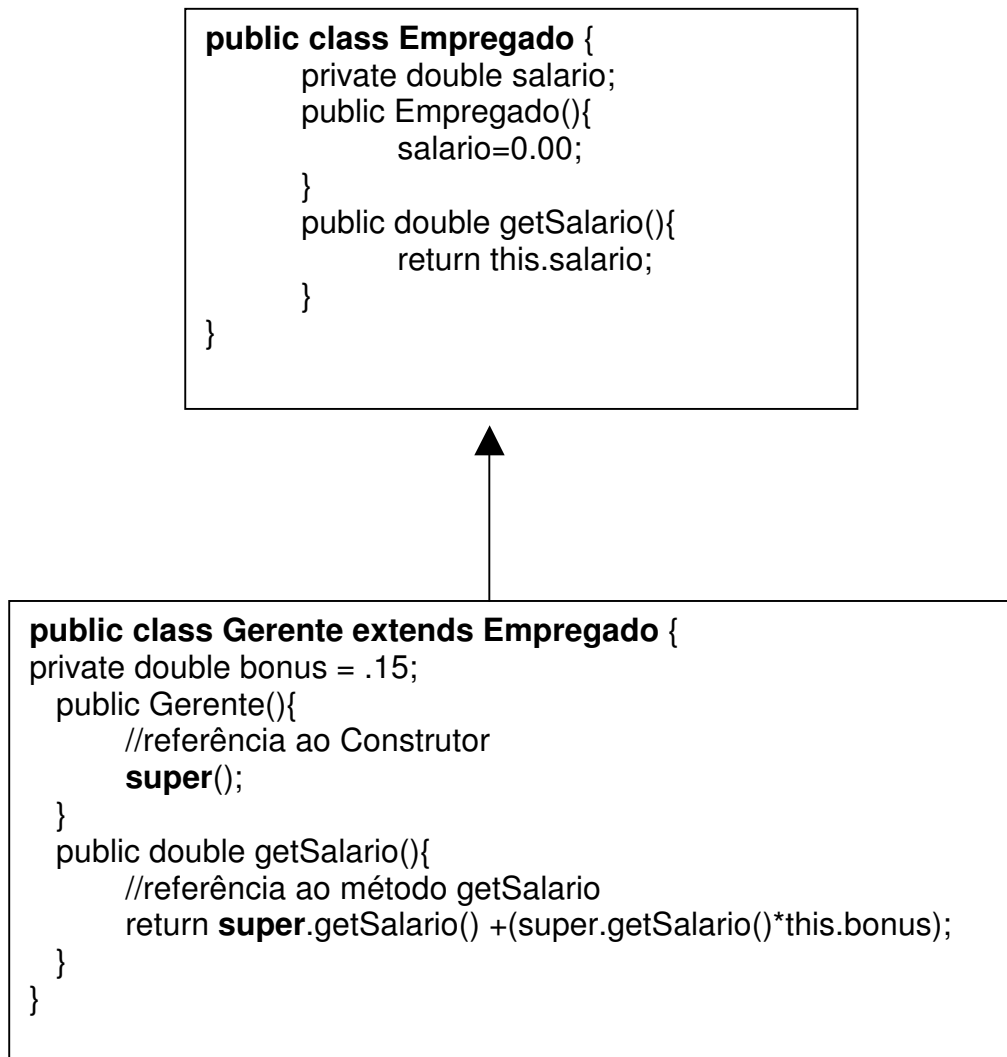 public class Empregado {
private double salario;
public Empregado(){
salario=0.00;
}
public double getSalario(){
return this.salario;
}
}
public class Gerente extends Empregado {
private double bonus = .15;
public Gerente(){
//referência ao Construtor
super();
}
public double getSalario(){
//referência ao método getSalario
return super.getSalario() +(super.getSalario()*this.bonus);
}
}